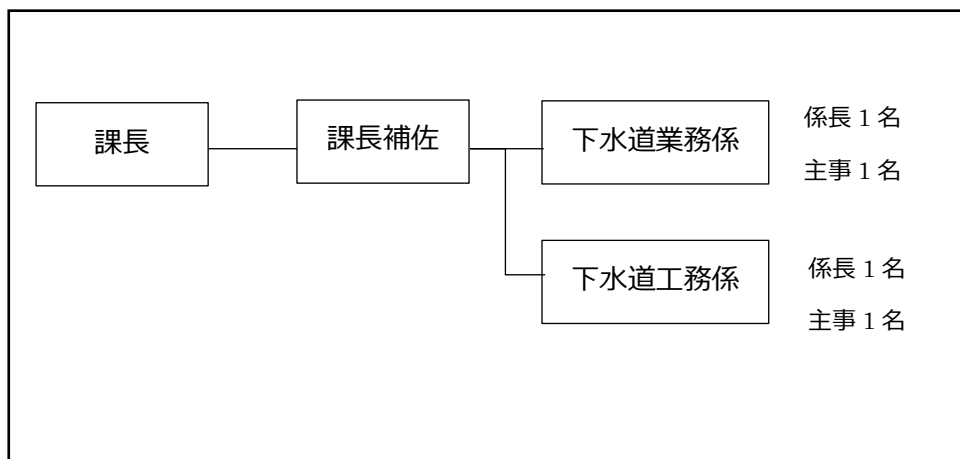 課長
課長補佐
下水道業務係
係長 1 名
主事 1 名
下水道工務係
係長 1 名
主事 1 名